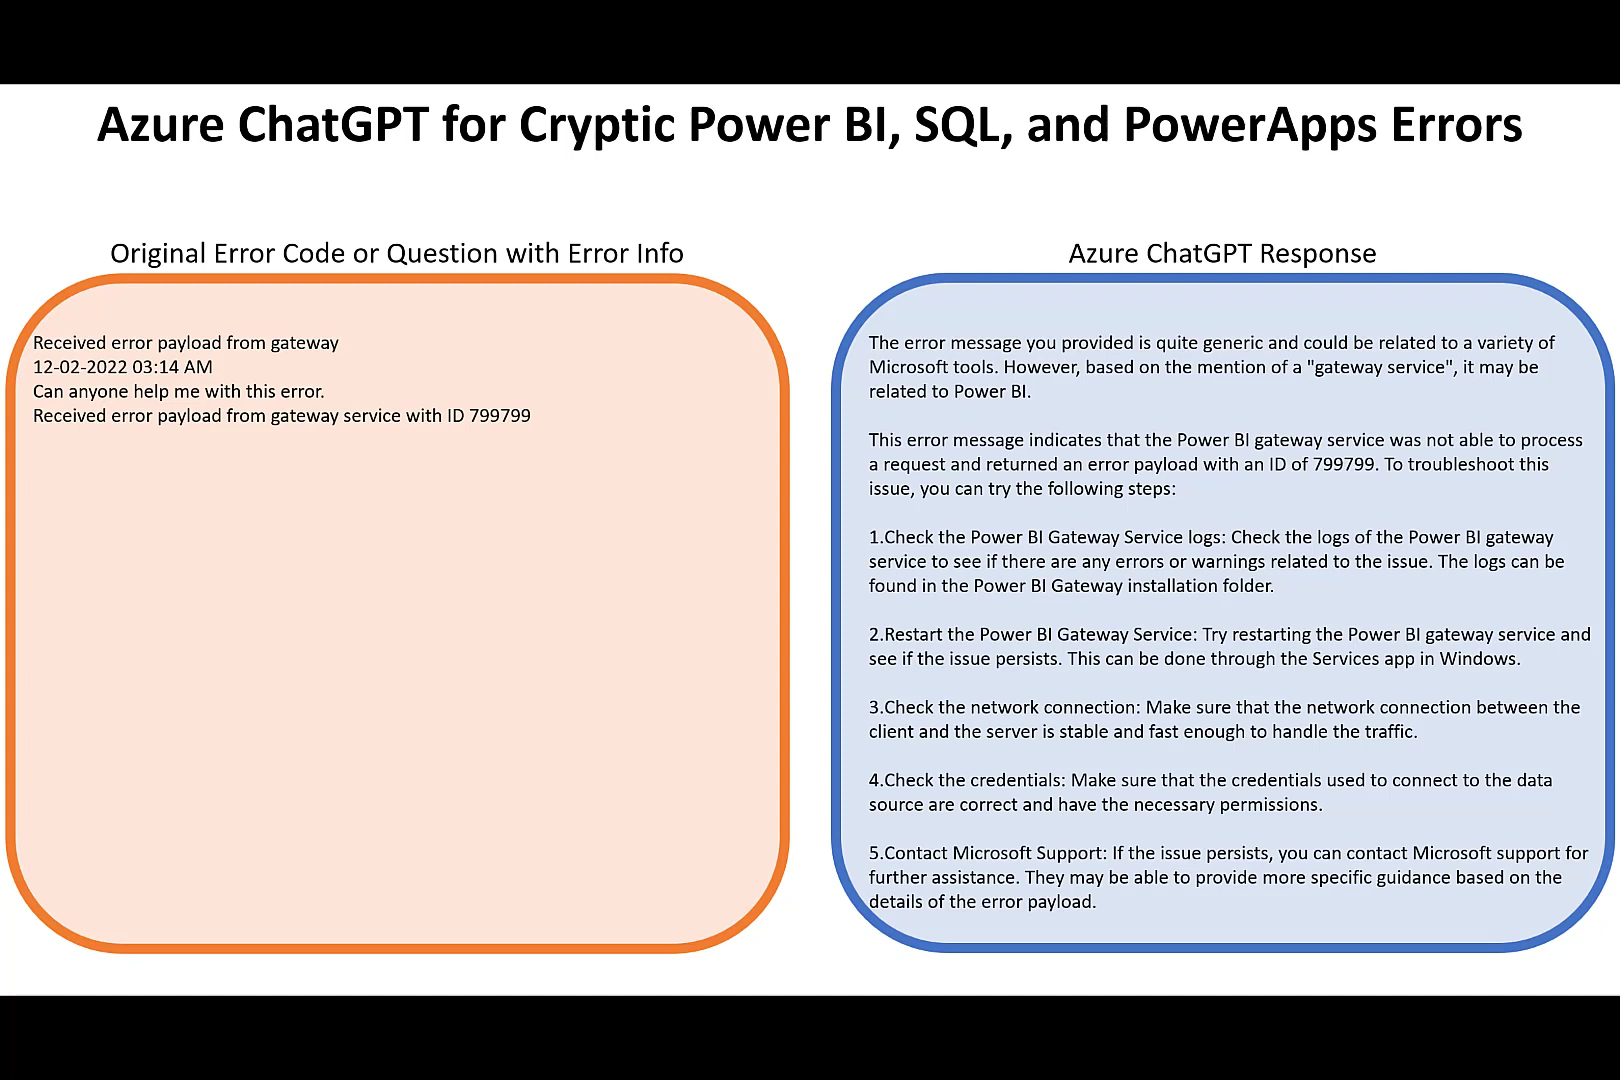 Azure ChatGPT for Cryptic Power BI, SQL, and PowerApps Errors
Original Error Code or Question with Error Info
Received error payload from gateway
12-02-2022 03:14 AM
Can anyone help me with this error.
Received error payload from gateway service with ID 799799
Azure ChatGPT Response
The error message you provided is quite generic and could be related to a variety of
Microsoft tools. However, based on the mention of a "gateway service", it may be
related to Power BI.
This error message indicates that the Power BI gateway service was not able to process
a request and returned an error payload with an ID of 799799. To troubleshoot this
issue, you can try the following steps:
1.Check the Power BI Gateway Service logs: Check the logs of the Power BI gateway
service to see if there are any errors or warnings related to the issue. The logs can be
found in the Power BI Gateway installation folder.
2.Restart the Power BI Gateway Service: Try restarting the Power BI gateway service and
see if the issue persists. This can be done through the Services app in Windows.
3.Check the network connection: Make sure that the network connection between the
client and the server is stable and fast enough to handle the traffic.
4.Check the credentials: Make sure that the credentials used to connect to the data
source are correct and have the necessary permissions.
5.Contact Microsoft Support: If the issue persists, you can contact Microsoft support for
further assistance. They may be able to provide more specific guidance based on the
details of the error payload.